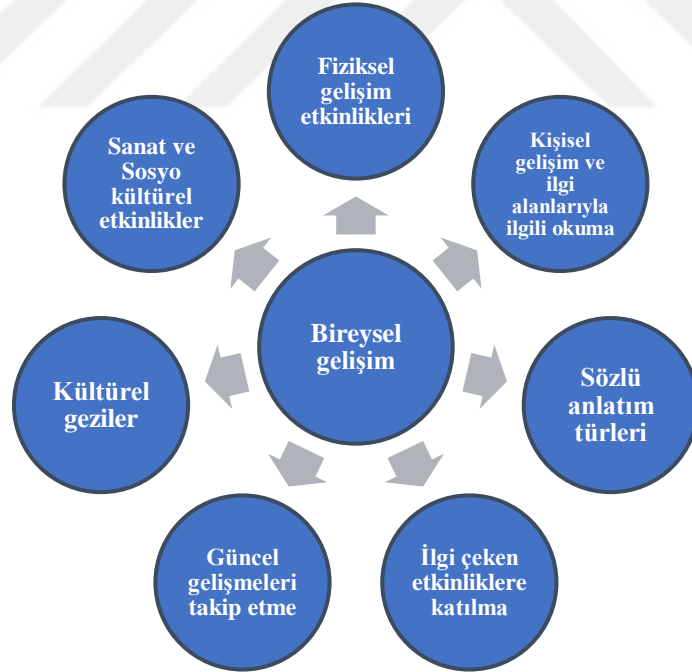 Fiziksel
gelişim
etkinlikleri
Kişisel
gelişim ve
ilgi
alanlarıyla
ilgili okuma
Sözlü
anlatım
türleri
İlgi çeken
etkinliklere
katılma
Güncel
gelişmeleri
takip etme
Kültürel
geziler
Sanat ve
Sosyo
kültürel
etkinlikler
Bireysel
gelişim